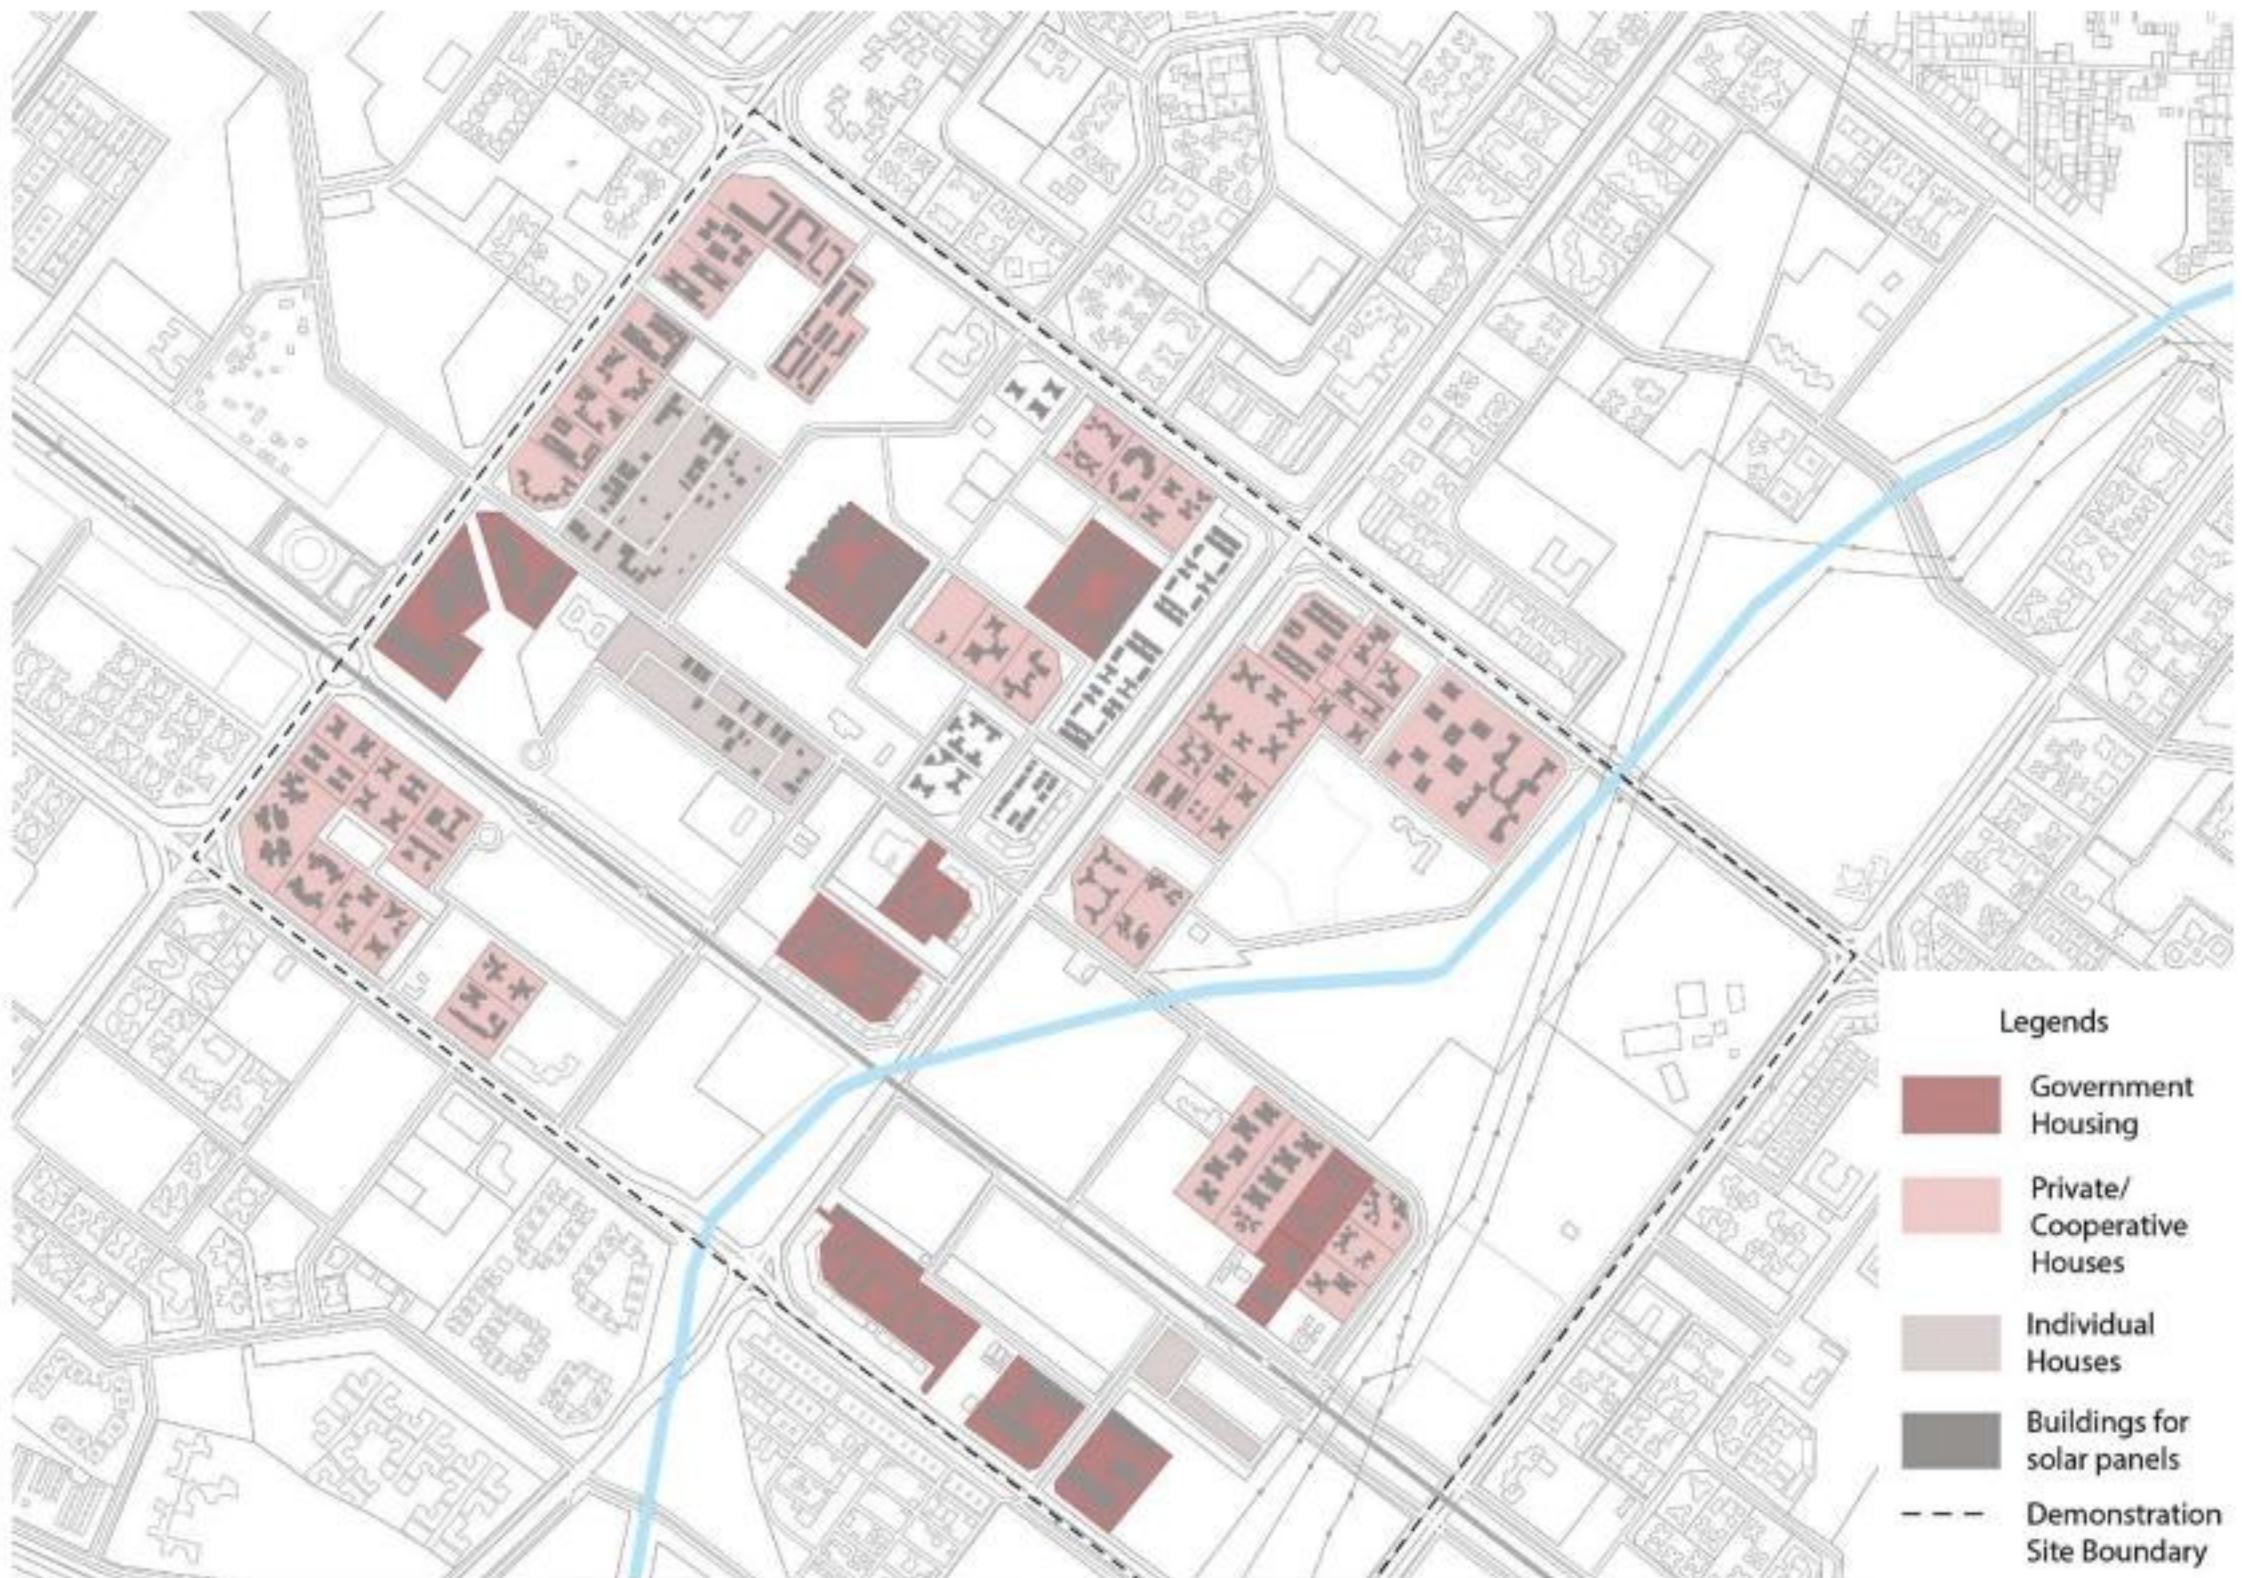 Legends
Government
Housing
Private/
Cooperative
Houses
Individual
Houses
Buildings for
solar panels
Demonstration
Site Boundary